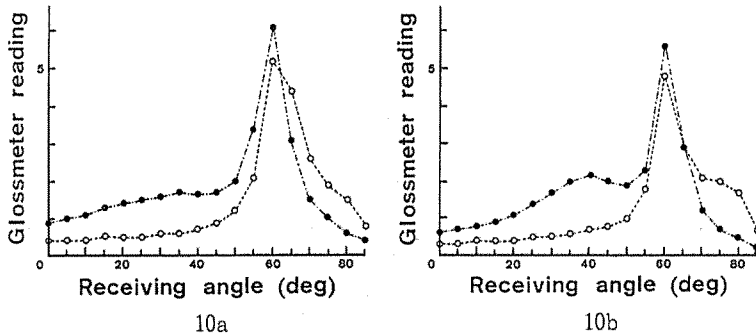 Glossmeter reading
5
0 20 40 60 80
Receiving angle (deg)
10a
Glossmeter reading
5
0 20 40 60 80
Receiving angle (deg)
10b